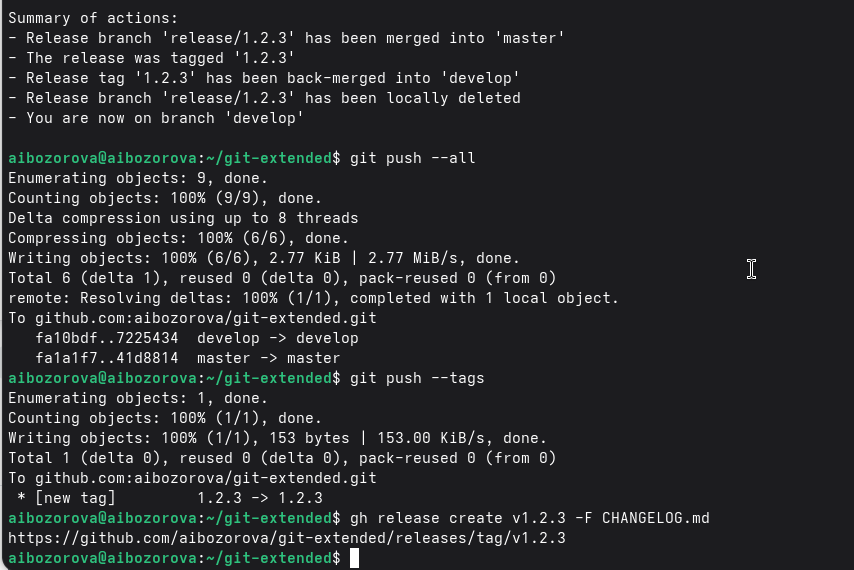 Summary of actions:
- Release branch 'release/1.2.3' has been merged into 'master'
- The release was tagged '1.2.3'
- Release tag '1.2.3' has been back-merged into 'develop'
- Release branch 'release/1.2.3' has been locally deleted
- You are now on branch 'develop'

aibozorova@aibozorova:~/git-extended$ git push --all
Enumerating objects: 9, done.
Counting objects: 100% (9/9), done.
Delta compression using up to 8 threads
Compressing objects: 100% (6/6), done.
Writing objects: 100% (6/6), 2.77 KiB | 2.77 MiB/s, done.
Total 6 (delta 1), reused 0 (delta 0), pack-reused 0 (from 0)
remote: Resolving deltas: 100% (1/1), completed with 1 local object.
To github.com:aibozorova/git-extended.git
   fa10bdf..7225434  develop -> develop
   fa1a1f7..41d8814  master -> master
aibozorova@aibozorova:~/git-extended$ git push --tags
Enumerating objects: 1, done.
Counting objects: 100% (1/1), done.
Writing objects: 100% (1/1), 153 bytes | 153.00 KiB/s, done.
Total 1 (delta 0), reused 0 (delta 0), pack-reused 0 (from 0)
To github.com:aibozorova/git-extended.git
 * [new tag]         1.2.3 -> 1.2.3
aibozorova@aibozorova:~/git-extended$ gh release create v1.2.3 -F CHANGELOG.md
https://github.com/aibozorova/git-extended/releases/tag/v1.2.3
aibozorova@aibozorova:~/git-extended$